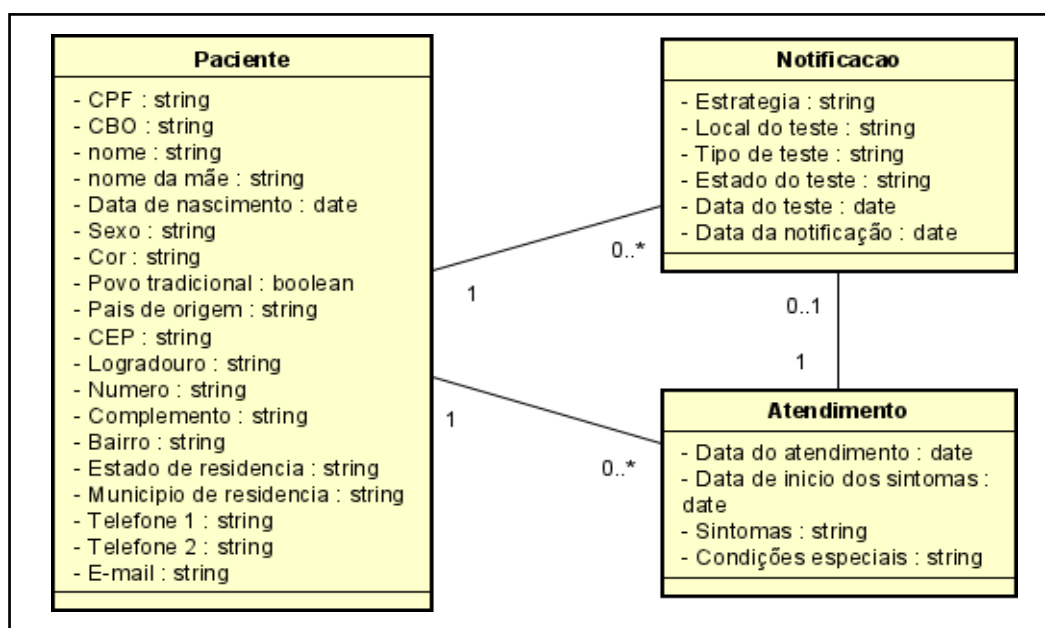 Paciente
- CPF : string
- CBO : string
- nome : string
- nome da mãe : string
- Data de nascimento : date
- Sexo : string
- Cor : string
- Povo tradicional : boolean
- Pais de origem : string
- CEP : string
- Logradouro : string
- Numero : string
- Complemento : string
- Bairro : string
- Estado de residencia : string
- Municipio de residencia : string
- Telefone 1 : string
- Telefone 2 : string
- E-mail : string
1
0..*
1
0..*
Notificacao
- Estrategia : string
- Local do teste : string
- Tipo de teste : string
- Estado do teste : string
- Data do teste : date
- Data da notificação : date
0..1
1
Atendimento
- Data do atendimento : date
- Data de inicio dos sintomas :
date
- Sintomas : string
- Condições especiais : string